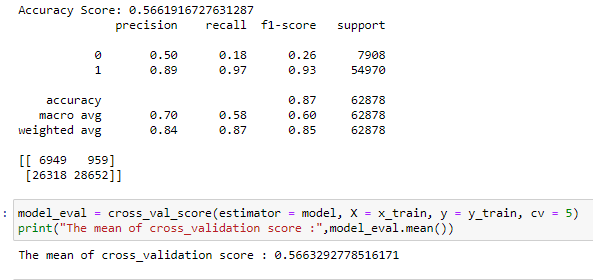 Accuracy Score: 0.5661916727631287
precision recall f1-score support
0 0.50 0.18 0.26 7908
1 0.89 0.97 0.93 54970
accuracy 0.87 62878
macro avg 0.70 0.58 0.60 62878
weighted avg 0.84 0.87 0.85 62878
[[ 6949 959]
[26318 28652]]
: model_eval = cross_val_score(estimator = model, X = x_train, y = y_train, cv = 5)
print("The mean of cross_validation score :",model_eval.mean())
The mean of cross_validation score : 0.5663292778516171